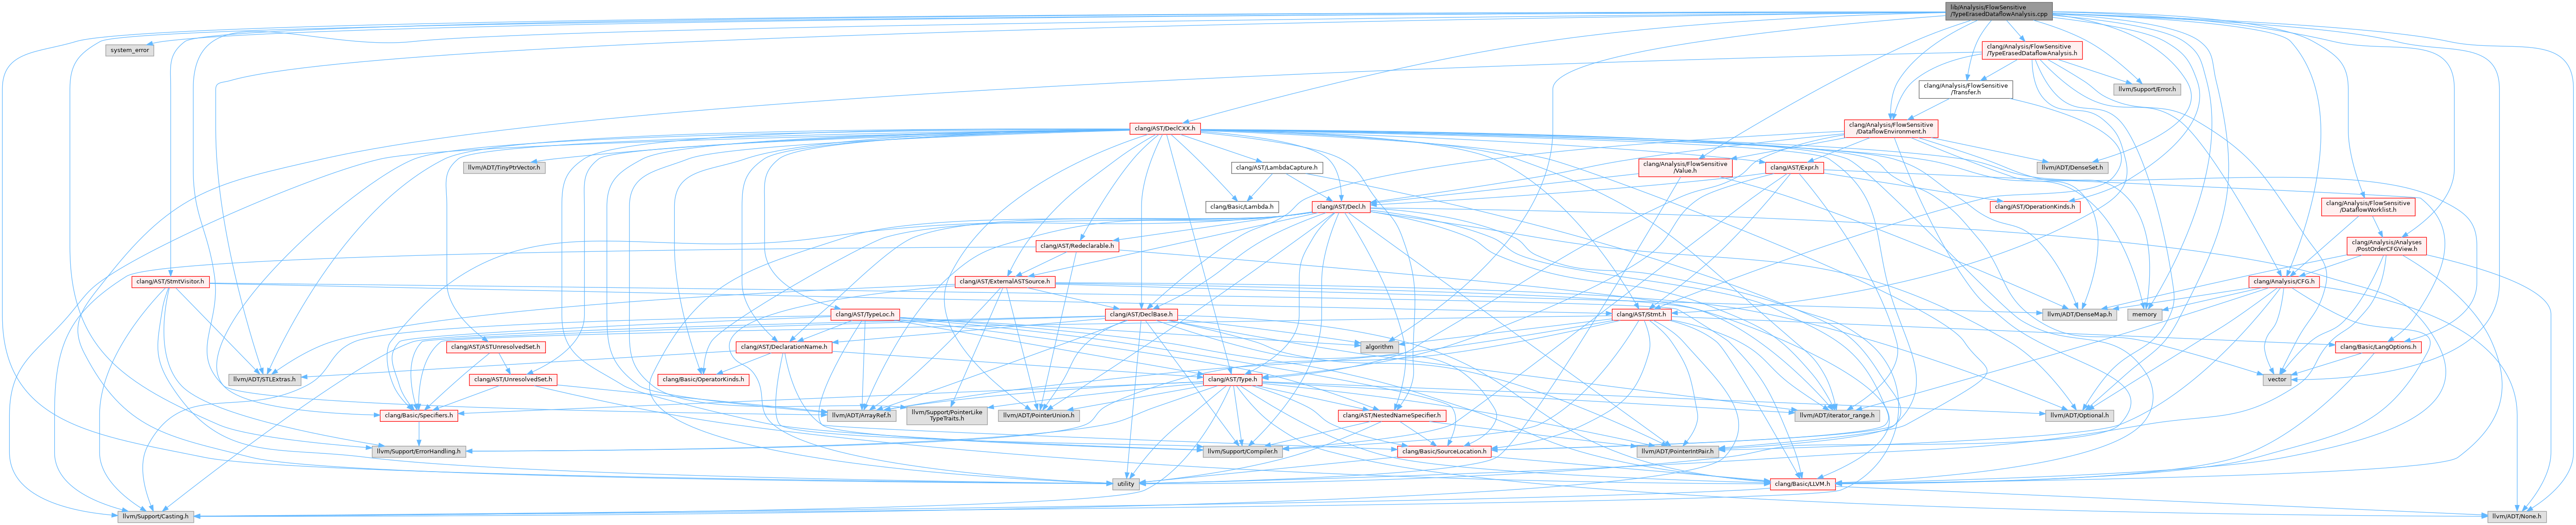 lib/Analysis/FlowSensitive
/TypeErasedDataflowAnalysis.cpp
system_error
clang/Analysis/FlowSensitive
/TypeErasedDataflowAnalysis.h
llvm/Support/Error.h
clang/Analysis/FlowSensitive
/Transfer.h
clang/AST/DeclCXX.h
clang/Analysis/FlowSensitive
/DataflowEnvironment.h
llvm/ADT/TinyPtrVector.h
clang/AST/LambdaCapture.h
clang/Analysis/FlowSensitive
/Value.h
clang/AST/Expr.h
llvm/ADT/DenseSet.h
clang/Basic/Lambda.h
clang/AST/Decl.h
clang/AST/OperationKinds.h
clang/Analysis/FlowSensitive
/DataflowWorklist.h
clang/AST/Redeclarable.h
clang/Analysis/Analyses
/PostOrderCFGView.h
clang/AST/StmtVisitor.h
clang/AST/ExternalASTSource.h
clang/Analysis/CFG.h
clang/AST/TypeLoc.h
clang/AST/DeclBase.h
clang/AST/Stmt.h
llvm/ADT/DenseMap.h
memory
clang/AST/ASTUnresolvedSet.h
clang/AST/DeclarationName.h
algorithm
clang/Basic/LangOptions.h
llvm/ADT/STLExtras.h
clang/AST/UnresolvedSet.h
clang/Basic/OperatorKinds.h
clang/AST/Type.h
vector
clang/Basic/Specifiers.h
llvm/ADT/ArrayRef.h
llvm/Support/PointerLike
TypeTraits.h
llvm/ADT/PointerUnion.h
clang/AST/NestedNameSpecifier.h
llvm/ADT/iterator_range.h
llvm/ADT/Optional.h
llvm/Support/ErrorHandling.h
llvm/Support/Compiler.h
clang/Basic/SourceLocation.h
llvm/ADT/PointerIntPair.h
utility
clang/Basic/LLVM.h
llvm/Support/Casting.h
llvm/ADT/None.h